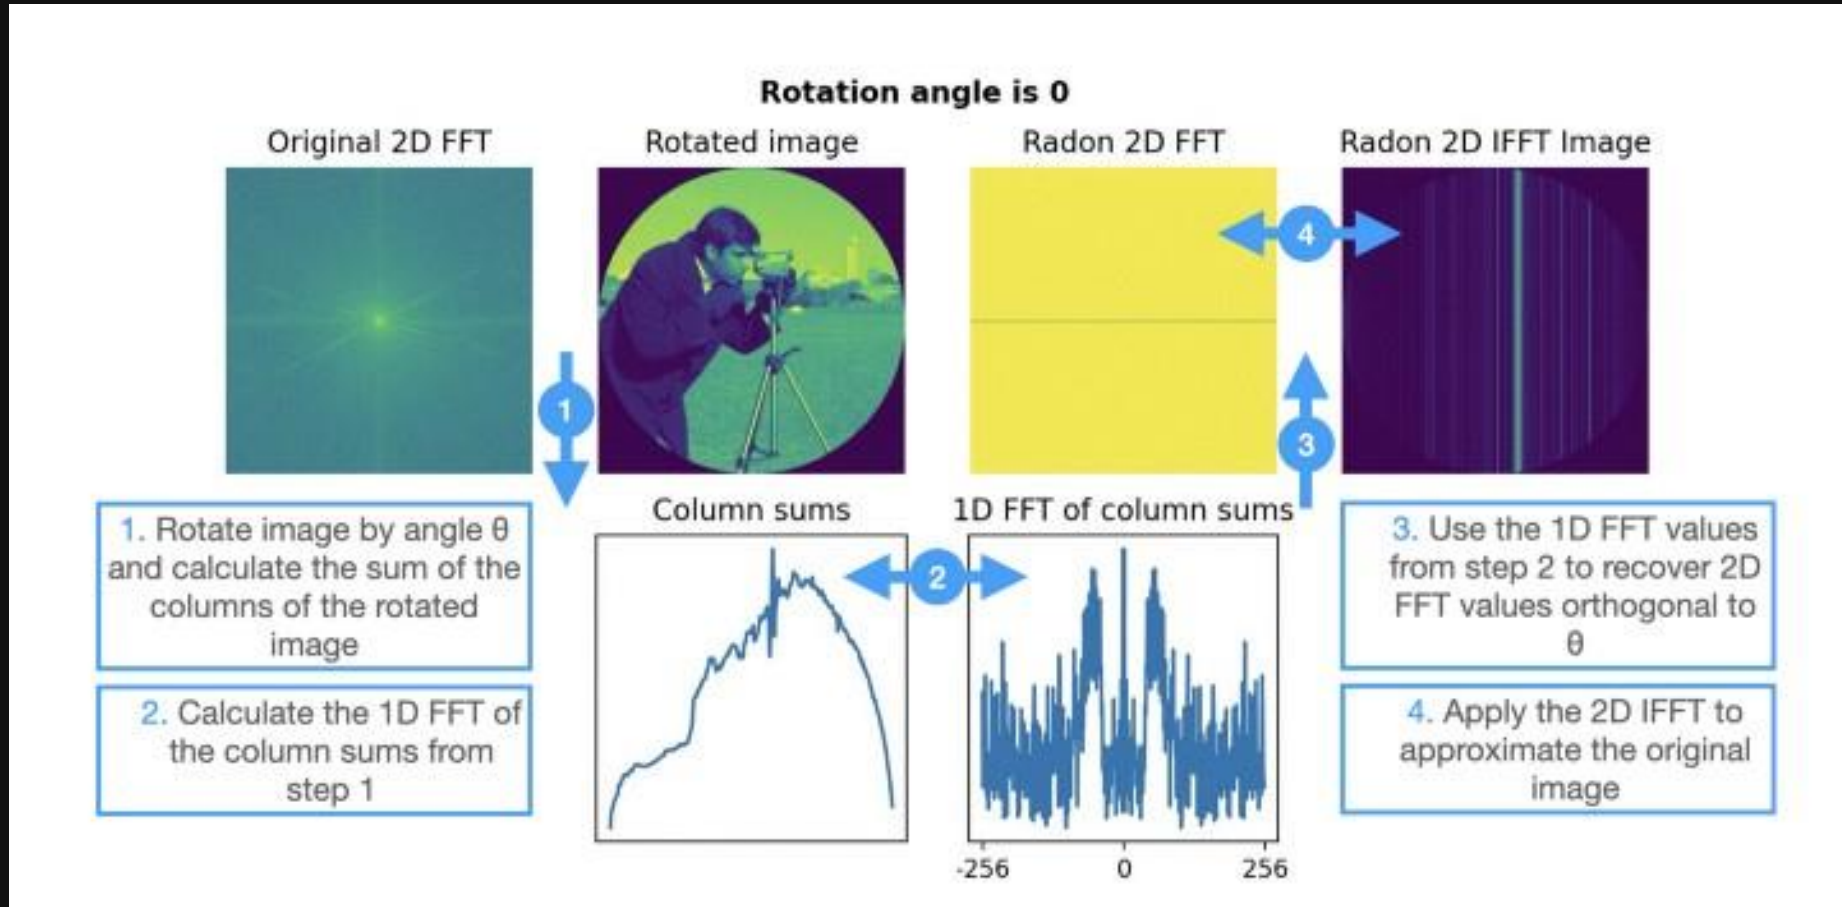 Rotation angle is 0
Original 2D FFT
Rotated image
Radon 2D FFT
Radon 2D IFFT Image
4
1
3
1. Rotate image by angle θ
and calculate the sum of the
columns of the rotated
image
2. Calculate the 1D FFT of
the column sums from
step 1
Column sums
1D FFT of column sums
2
-256
0
256
3. Use the 1D FFT values
from step 2 to recover 2D
FFT values orthogonal to
θ
4. Apply the 2D IFFT to
approximate the original
image